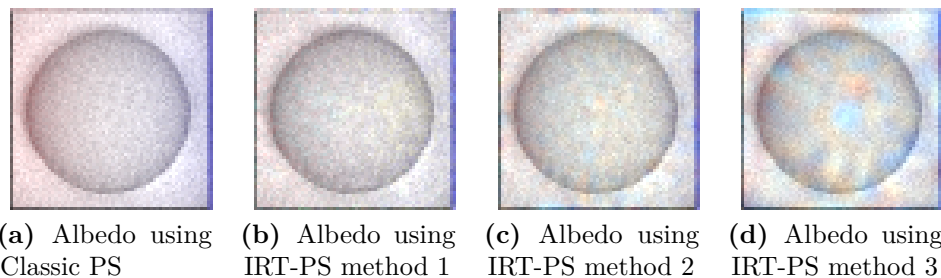 (a) Albedo using
Classic PS
(b) Albedo using
IRT-PS method 1
(c) Albedo using
IRT-PS method 2
(d) Albedo using
IRT-PS method 3